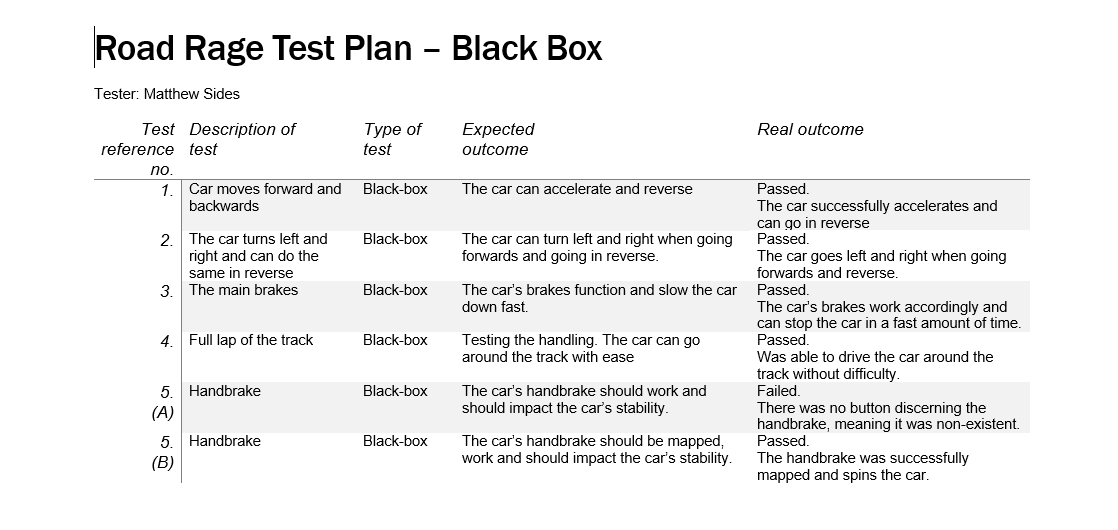 Road Rage Test Plan – Black Box
Tester: Matthew Sides
Test reference no. Description of test Type of test Expected outcome Real outcome
1. Car moves forward and backwards Black-box The car can accelerate and reverse Passed. The car successfully accelerates and can go in reverse
2. The car turns left and right and can do the same in reverse Black-box The car can turn left and right when going forwards and going in reverse. Passed. The car goes left and right when going forwards and reverse.
3. The main brakes Black-box The car’s brakes function and slow the car down fast. Passed. The car’s brakes work accordingly and can stop the car in a fast amount of time.
4. Full lap of the track Black-box Testing the handling. The car can go around the track with ease Passed. Was able to drive the car around the track without difficulty.
5. (A) Handbrake Black-box The car’s handbrake should work and should impact the car’s stability. Failed. There was no button discerning the handbrake, meaning it was non-existent.
5. (B) Handbrake Black-box The car’s handbrake should be mapped, work and should impact the car’s stability. Passed. The handbrake was successfully mapped and spins the car.